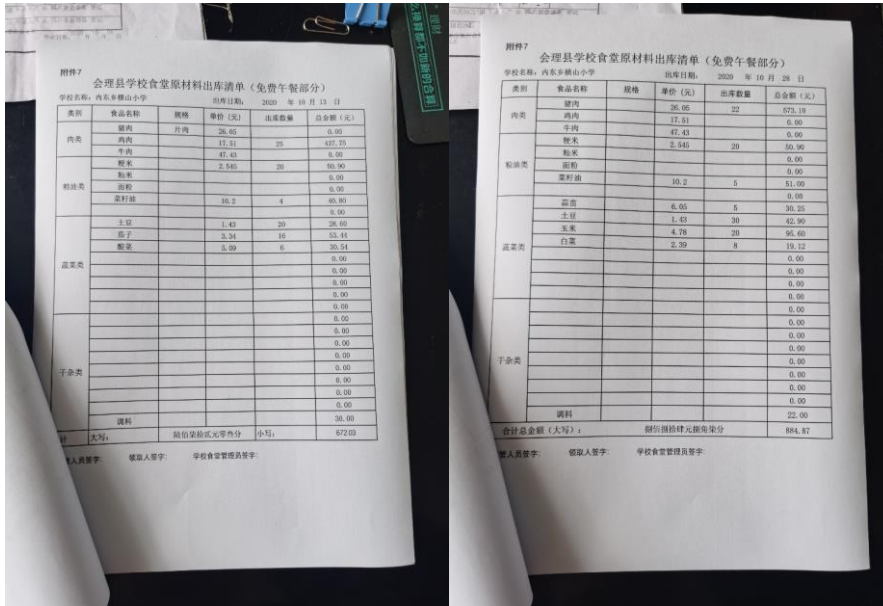 附件7
会理县学校食堂原材料出库清单（免费午餐部分）
学校名称：内东乡横山小学 出库日期： 2020 年 10 月 13 日
类别 食品名称 规格 单价（元） 出库数量 总金额（元）
肉类 猪肉 片肉 26.05 0.00
鸡肉 17.51 25 437.75
牛肉 47.43 0.00
粮油类 粳米 2.545 20 50.90
籼米 0.00
面粉 0.00
菜籽油 10.2 4 40.80
0.00
蔬菜类 土豆 1.43 20 28.60
茄子 3.34 16 53.44
酸菜 5.09 6 30.54
0.00
0.00
0.00
0.00
0.00
干杂类 0.00
0.00
0.00
0.00
0.00
0.00
0.00
0.00
调料 30.00
计 大写： 陆佰柒拾贰元零叁分 小写： 672.03
人员签字： 领取人签字： 学校食堂管理员签字：
附件7
会理县学校食堂原材料出库清单（免费午餐部分）
学校名称：内东乡横山小学 出库日期： 2020 年 10 月 28 日
类别 食品名称 规格 单价（元） 出库数量 总金额（元）
肉类 猪肉 26.05 22 573.10
鸡肉 17.51 0.00
牛肉 47.43 0.00
粮油类 粳米 2.545 20 50.90
籼米 0.00
面粉 0.00
菜籽油 10.2 5 51.00
0.00
蔬菜类 蒜苗 6.05 5 30.25
土豆 1.43 30 42.90
玉米 4.78 20 95.60
白菜 2.39 8 19.12
0.00
0.00
0.00
0.00
干杂类 0.00
0.00
0.00
0.00
0.00
0.00
0.00
0.00
调料 22.00
合计总金额（大写）： 捌佰捌拾肆元捌角柒分 884.87
人员签字： 领取人签字： 学校食堂管理员签字：